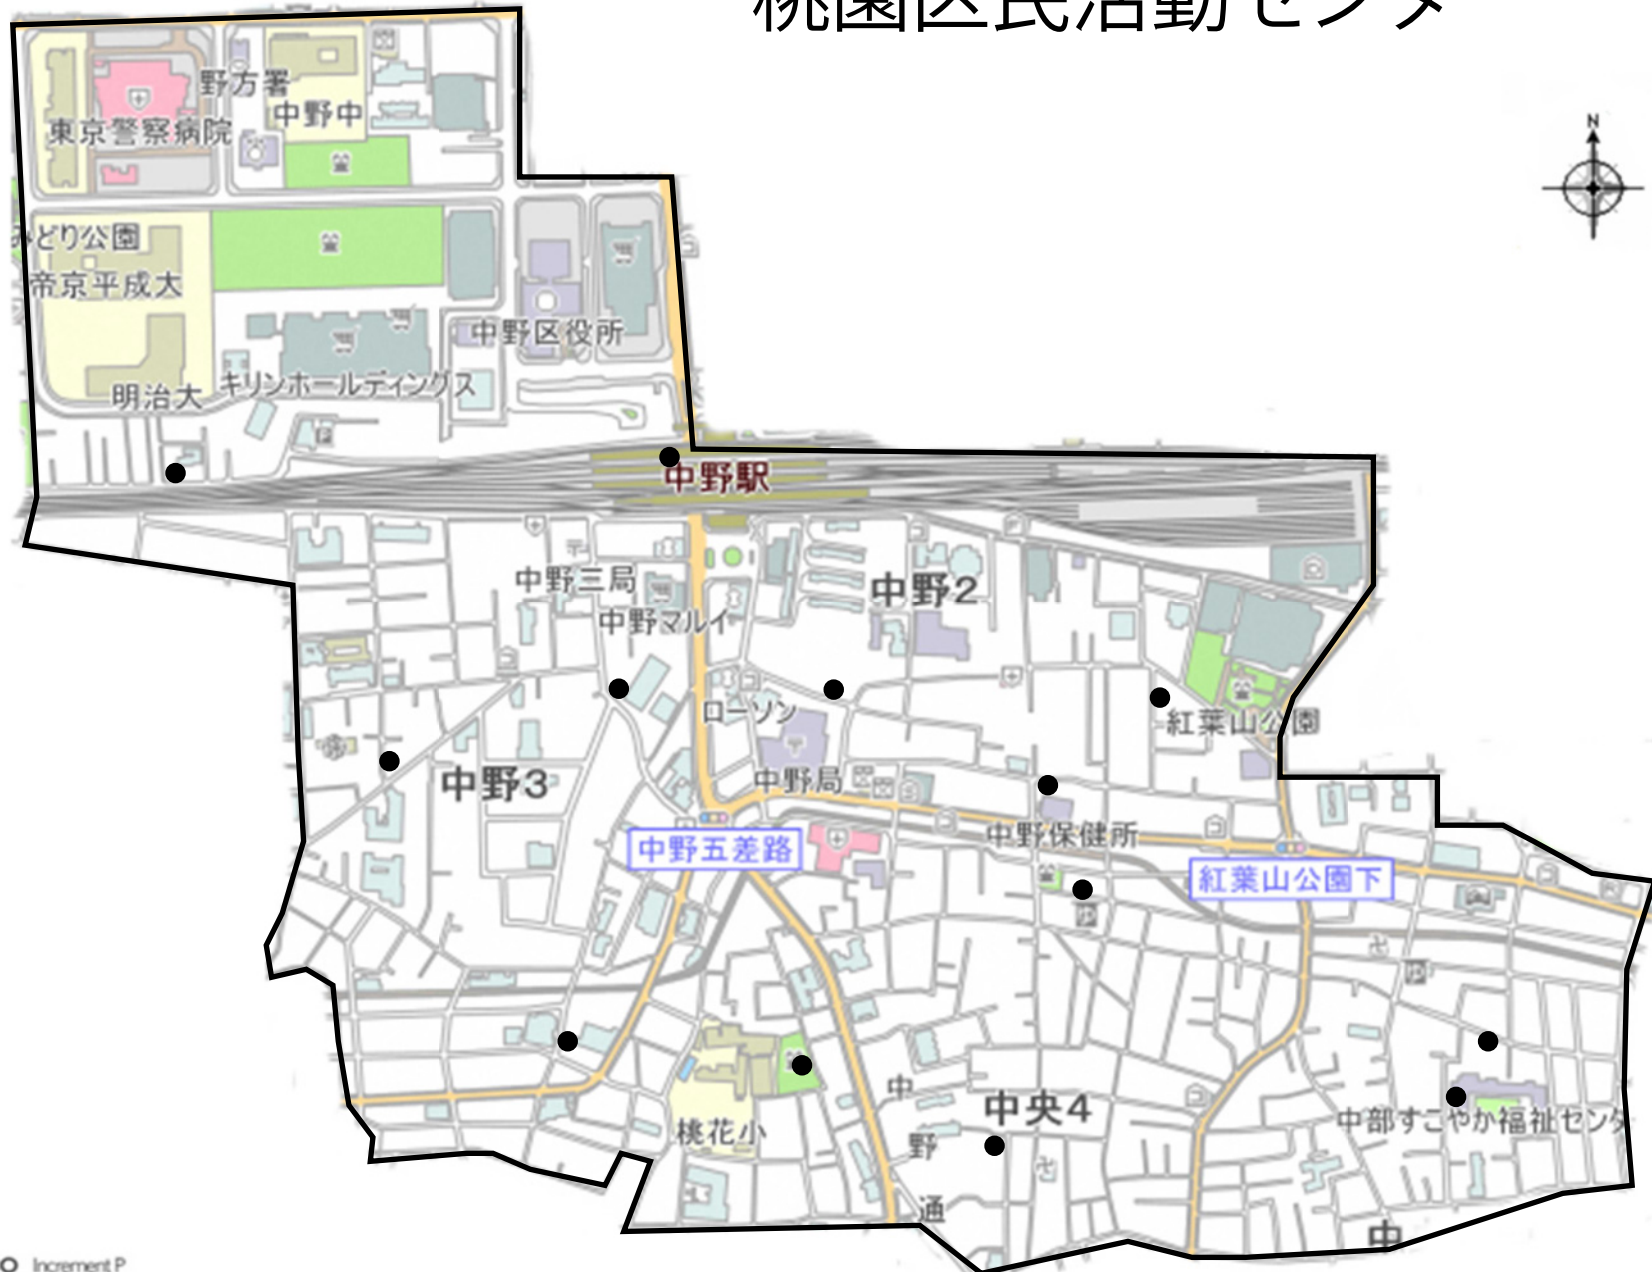 桃園区民活動センター
N
野方署
中野中
東京警察病院
みどり公園
帝京平成大
中野区役所
明治大
キリンホールディングス
中野駅
中野三局
中野2
中野マルイ
ローソン
紅葉山公園
中野3
中野局
中野保健所
中野五差路
紅葉山公園下
中
中央4
中部すこやか福祉センタ
桃花小
野
通
中
Increment P